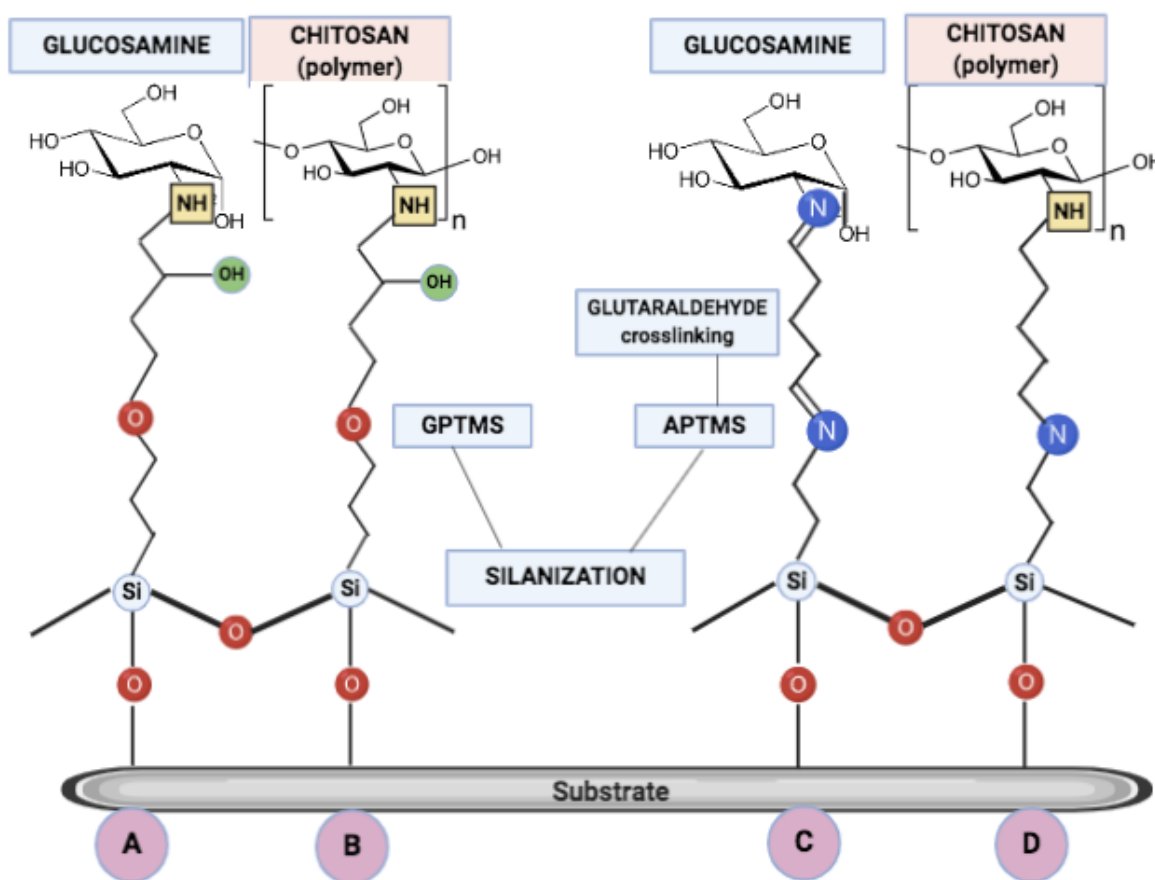 GLUCOSAMINE
CHITOSAN
(polymer)
GLUCOSAMINE
CHITOSAN
(polymer)
OH
HO
O
HO
NH
OH
OH
O
O
HO
OH
NH
n
OH
HO
O
HO
N
OH
OH
O
O
HO
OH
NH
n
OH
OH
GLUTARALDEHYDE
crosslinking
O
O
GPTMS
APTMS
N
N
SILANIZATION
Si
Si
Si
Si
O
O
O
O
O
O
Substrate
A
B
C
D